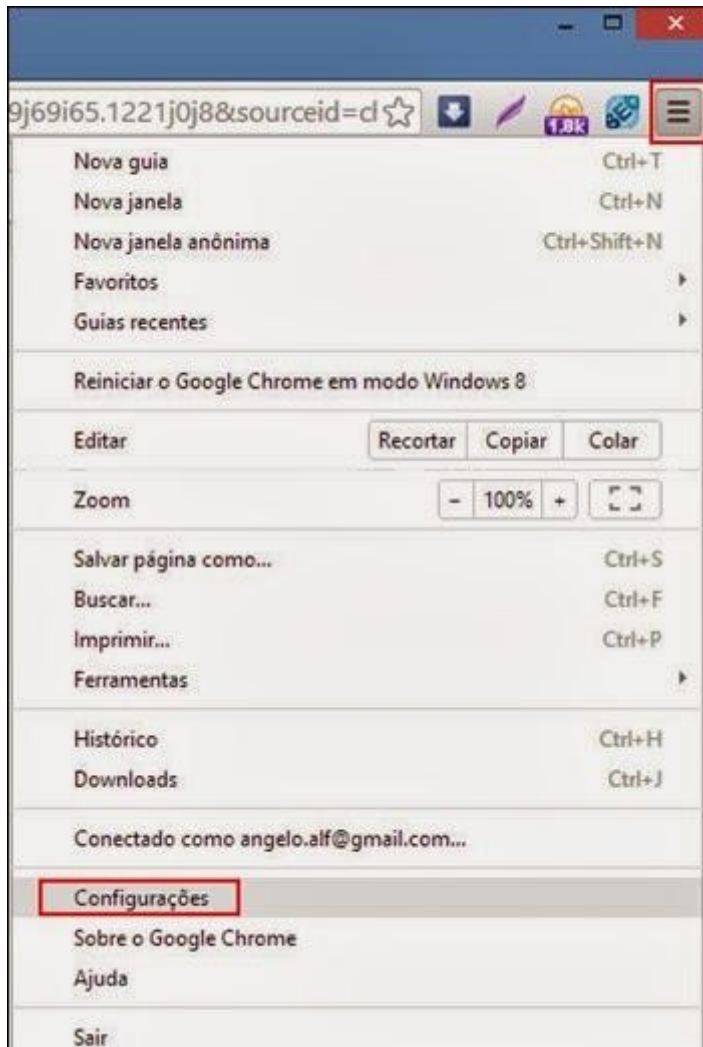 9j69i65.1221j0j8&sourceid=cl
1.8k
Nova guia Ctrl+T
Nova janela Ctrl+N
Nova janela anônima Ctrl+Shift+N
Favoritos
Guias recentes
Reiniciar o Google Chrome em modo Windows 8
Editar Recortar Copiar Colar
Zoom - 100% +
Salvar página como... Ctrl+S
Buscar... Ctrl+F
Imprimir... Ctrl+P
Ferramentas
Histórico Ctrl+H
Downloads Ctrl+J
Conectado como angelo.alf@gmail.com...
Configurações
Sobre o Google Chrome
Ajuda
Sair